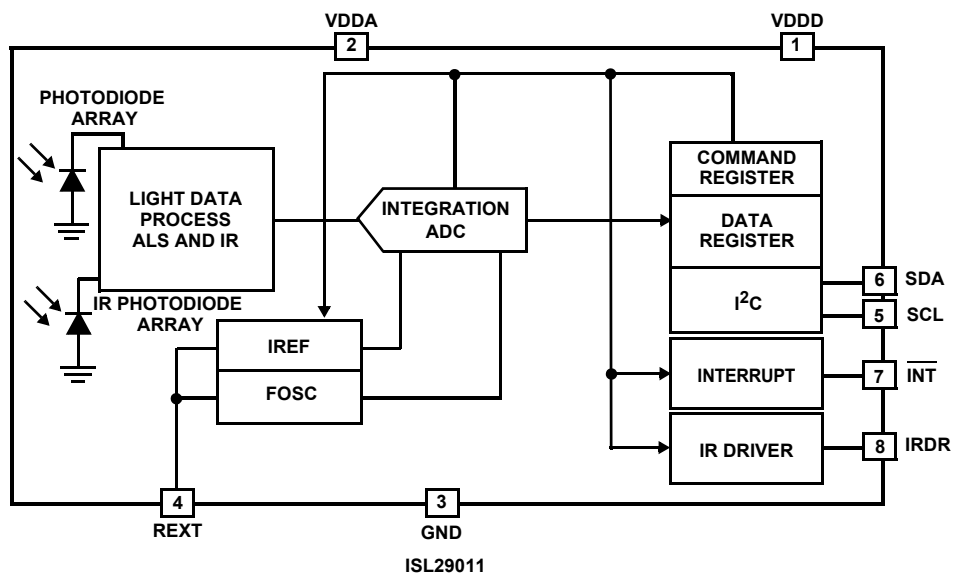 VDDA
VDDD
2
1
PHOTODIODE
ARRAY
LIGHT DATA
PROCESS
ALS AND IR
INTEGRATION
ADC
COMMAND
REGISTER
DATA
REGISTER
I²C
6 SDA
5 SCL
IR PHOTODIODE
ARRAY
IREF
FOSC
INTERRUPT
7 INT
IR DRIVER
8 IRDR
4
REXT
3
GND
ISL29011